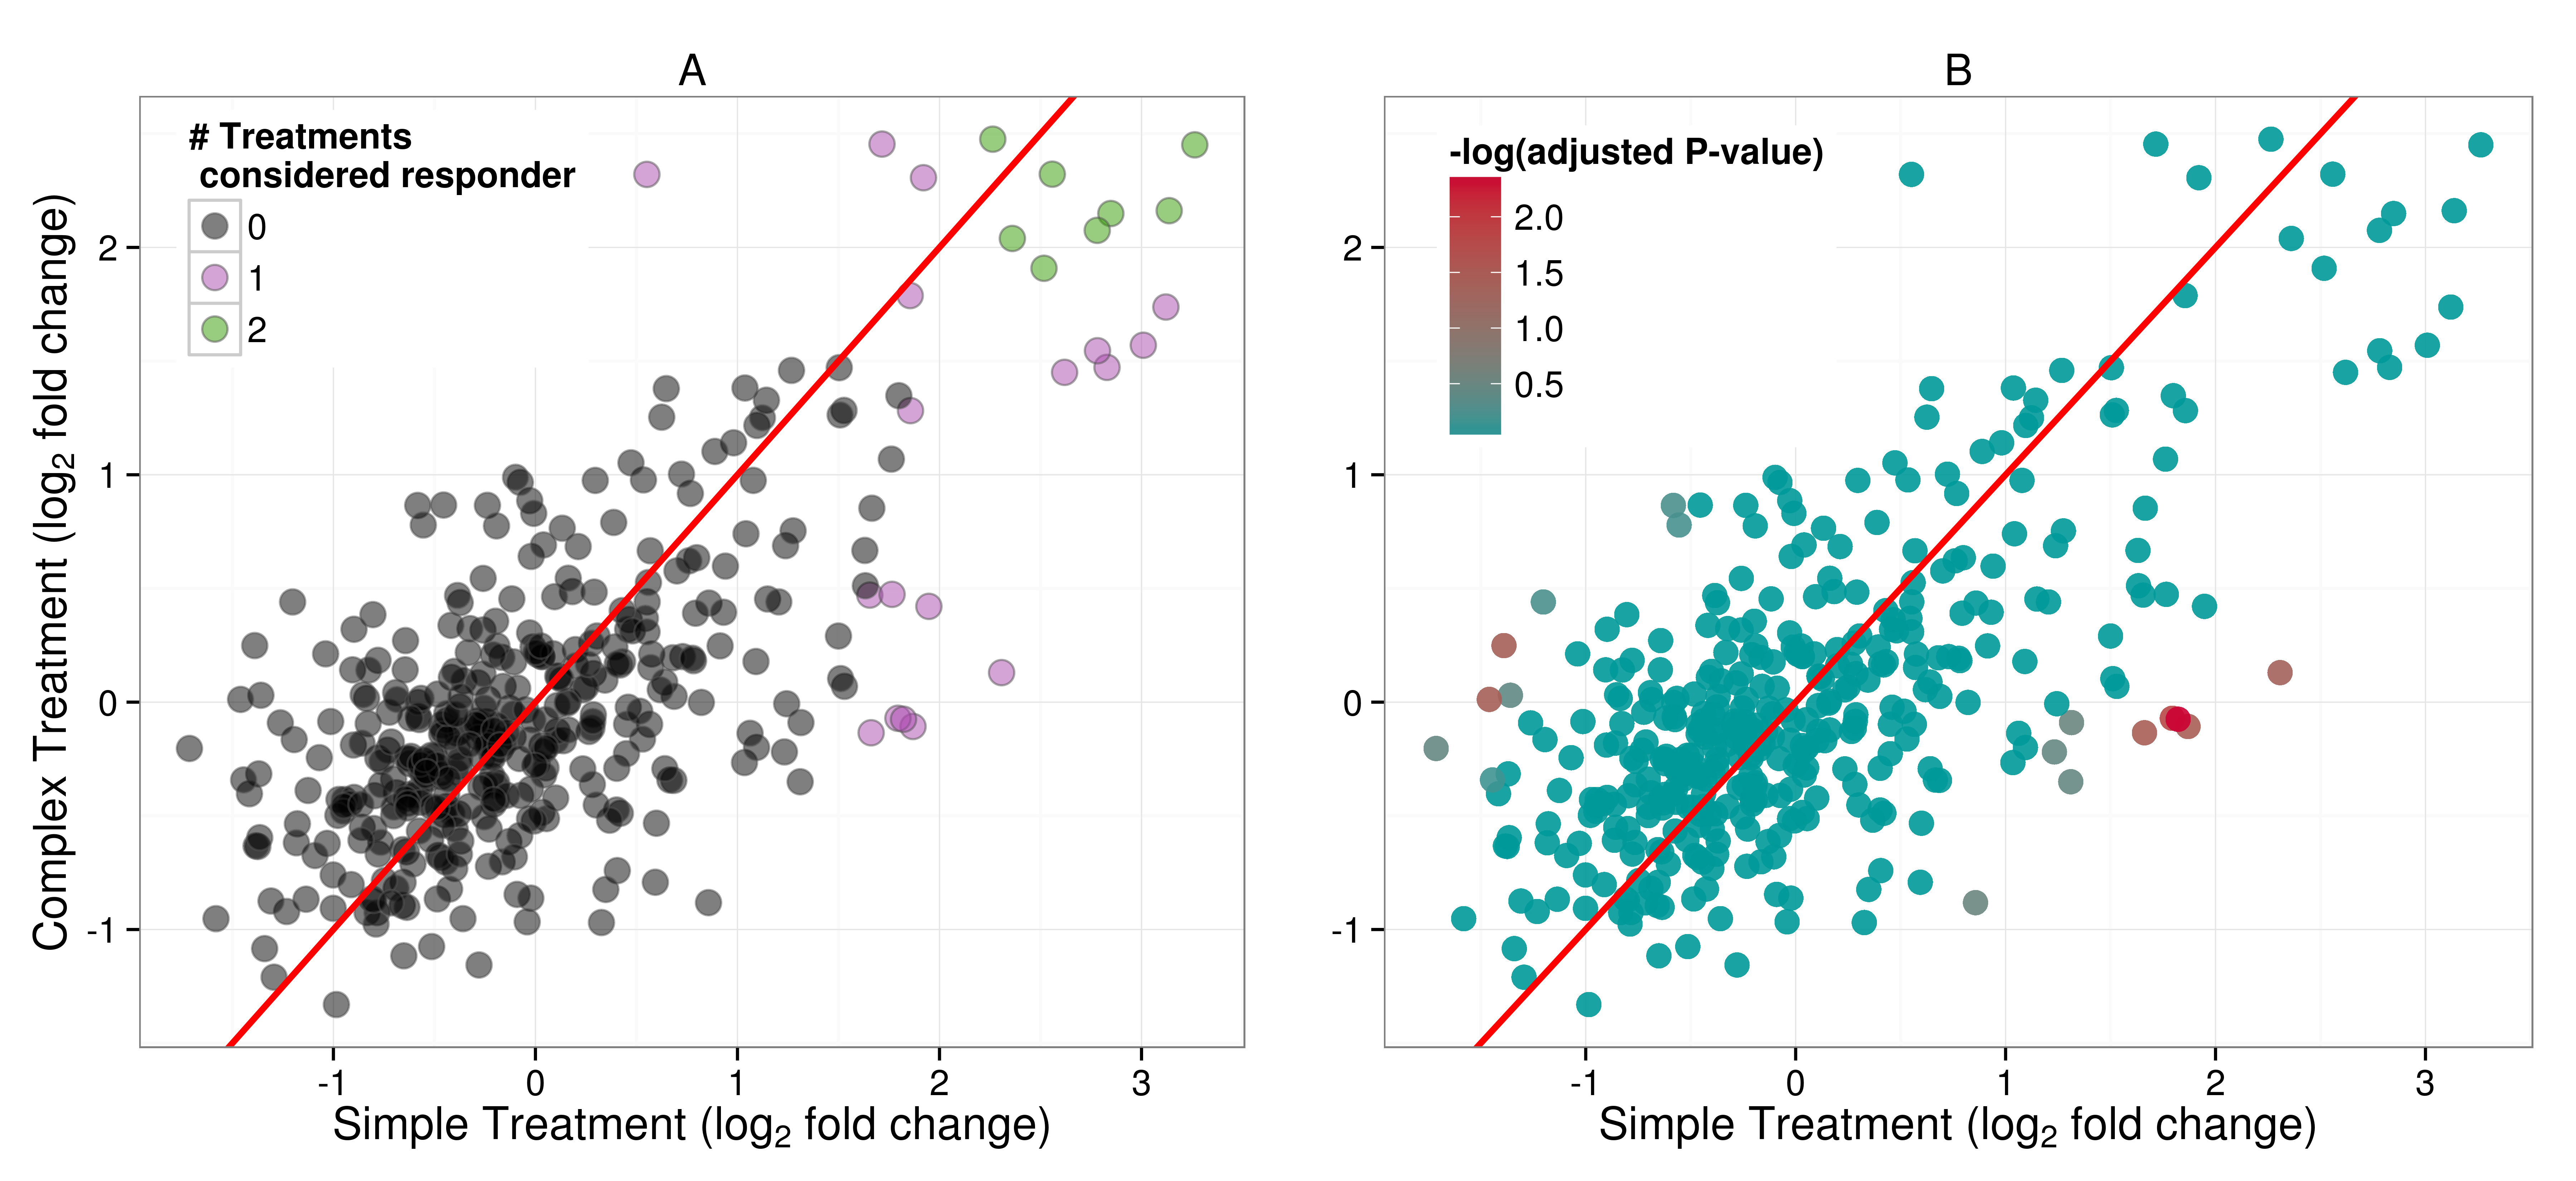 A
# Treatments
considered responder
0
1
2
Complex Treatment (log₂ fold change)
2
1
0
-1
-1 0 1 2 3
Simple Treatment (log₂ fold change)
B
-log(adjusted P-value)
2.0
1.5
1.0
0.5
2
1
0
-1
-1 0 1 2 3
Simple Treatment (log₂ fold change)